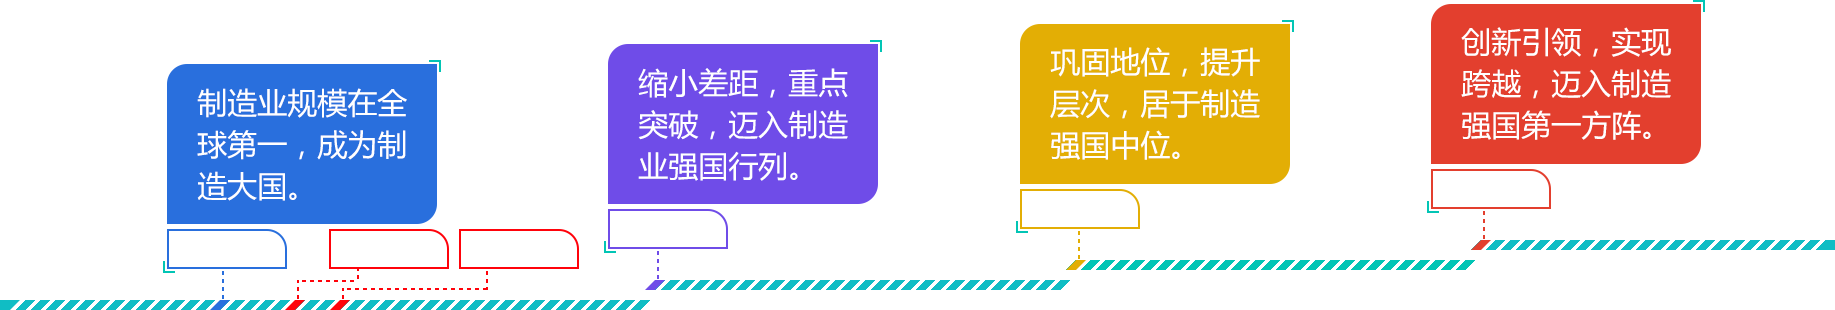 制造业规模在全
球第一，成为制
造大国。
缩小差距，重点
突破，迈入制造
业强国行列。
巩固地位，提升
层次，居于制造
强国中位。
创新引领，实现
跨越，迈入制造
强国第一方阵。